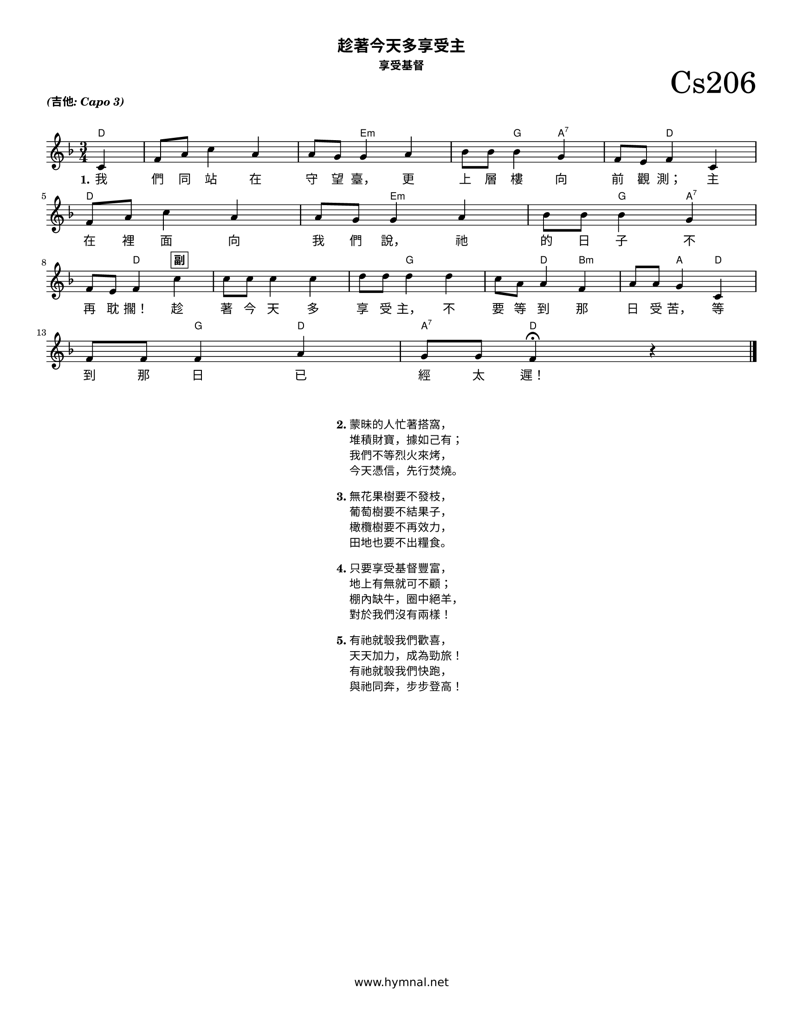 趁著今天多享受主
享受基督
Cs206
(吉他: Capo 3)
D Em G A7 D
1. 我 們 同 站 在 守 望 臺， 更 上 層 樓 向 前 觀 測； 主
5 D Em G A7
在 裡 面 向 我 們 說， 祂 的 日 子 不
8 D 副 G D Bm G A D
再 耽 擱！ 趁 著 今 天 多 享 受 主， 不 要 等 到 那 日 受 苦， 等
13 G D A7 D
到 那 日 已 經 太 遲！
2. 蒙昧的人忙著搭窩，
堆積財寶，據如己有；
我們不等烈火來烤，
今天憑信，先行焚燒。
3. 無花果樹要不發枝，
葡萄樹要不結果子，
橄欖樹要不再效力，
田地也要不出糧食。
4. 只要享受基督豐富，
地上有無就可不顧；
棚內缺牛，圈中絕羊，
對於我們沒有兩樣！
5. 有祂就彀我們歡喜，
天天加力，成為勁旅！
有祂就彀我們快跑，
與祂同奔，步步登高！
www.hymnal.net